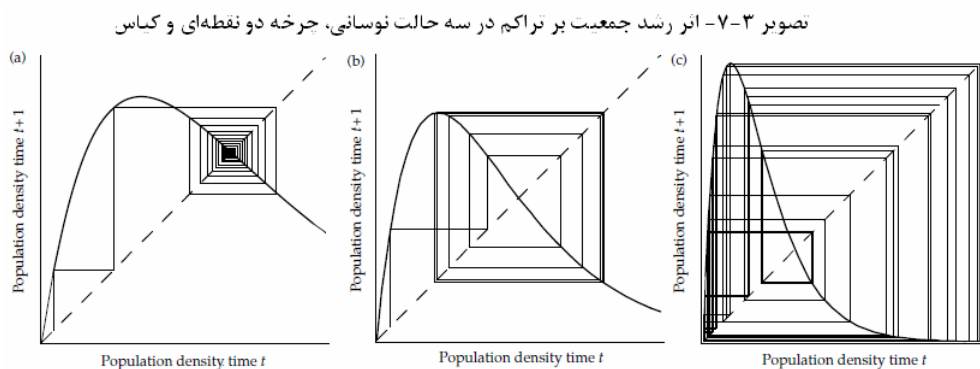 تصویر ۳-۷- اثر رشد جمعیت بر تراکم در سه حالت نوسانی، چرخه دو نقطه‌ای و کیاس
(a)
Population density time t+1
Population density time t
(b)
Population density time t+1
Population density time t
(c)
Population density time t+1
Population density time t